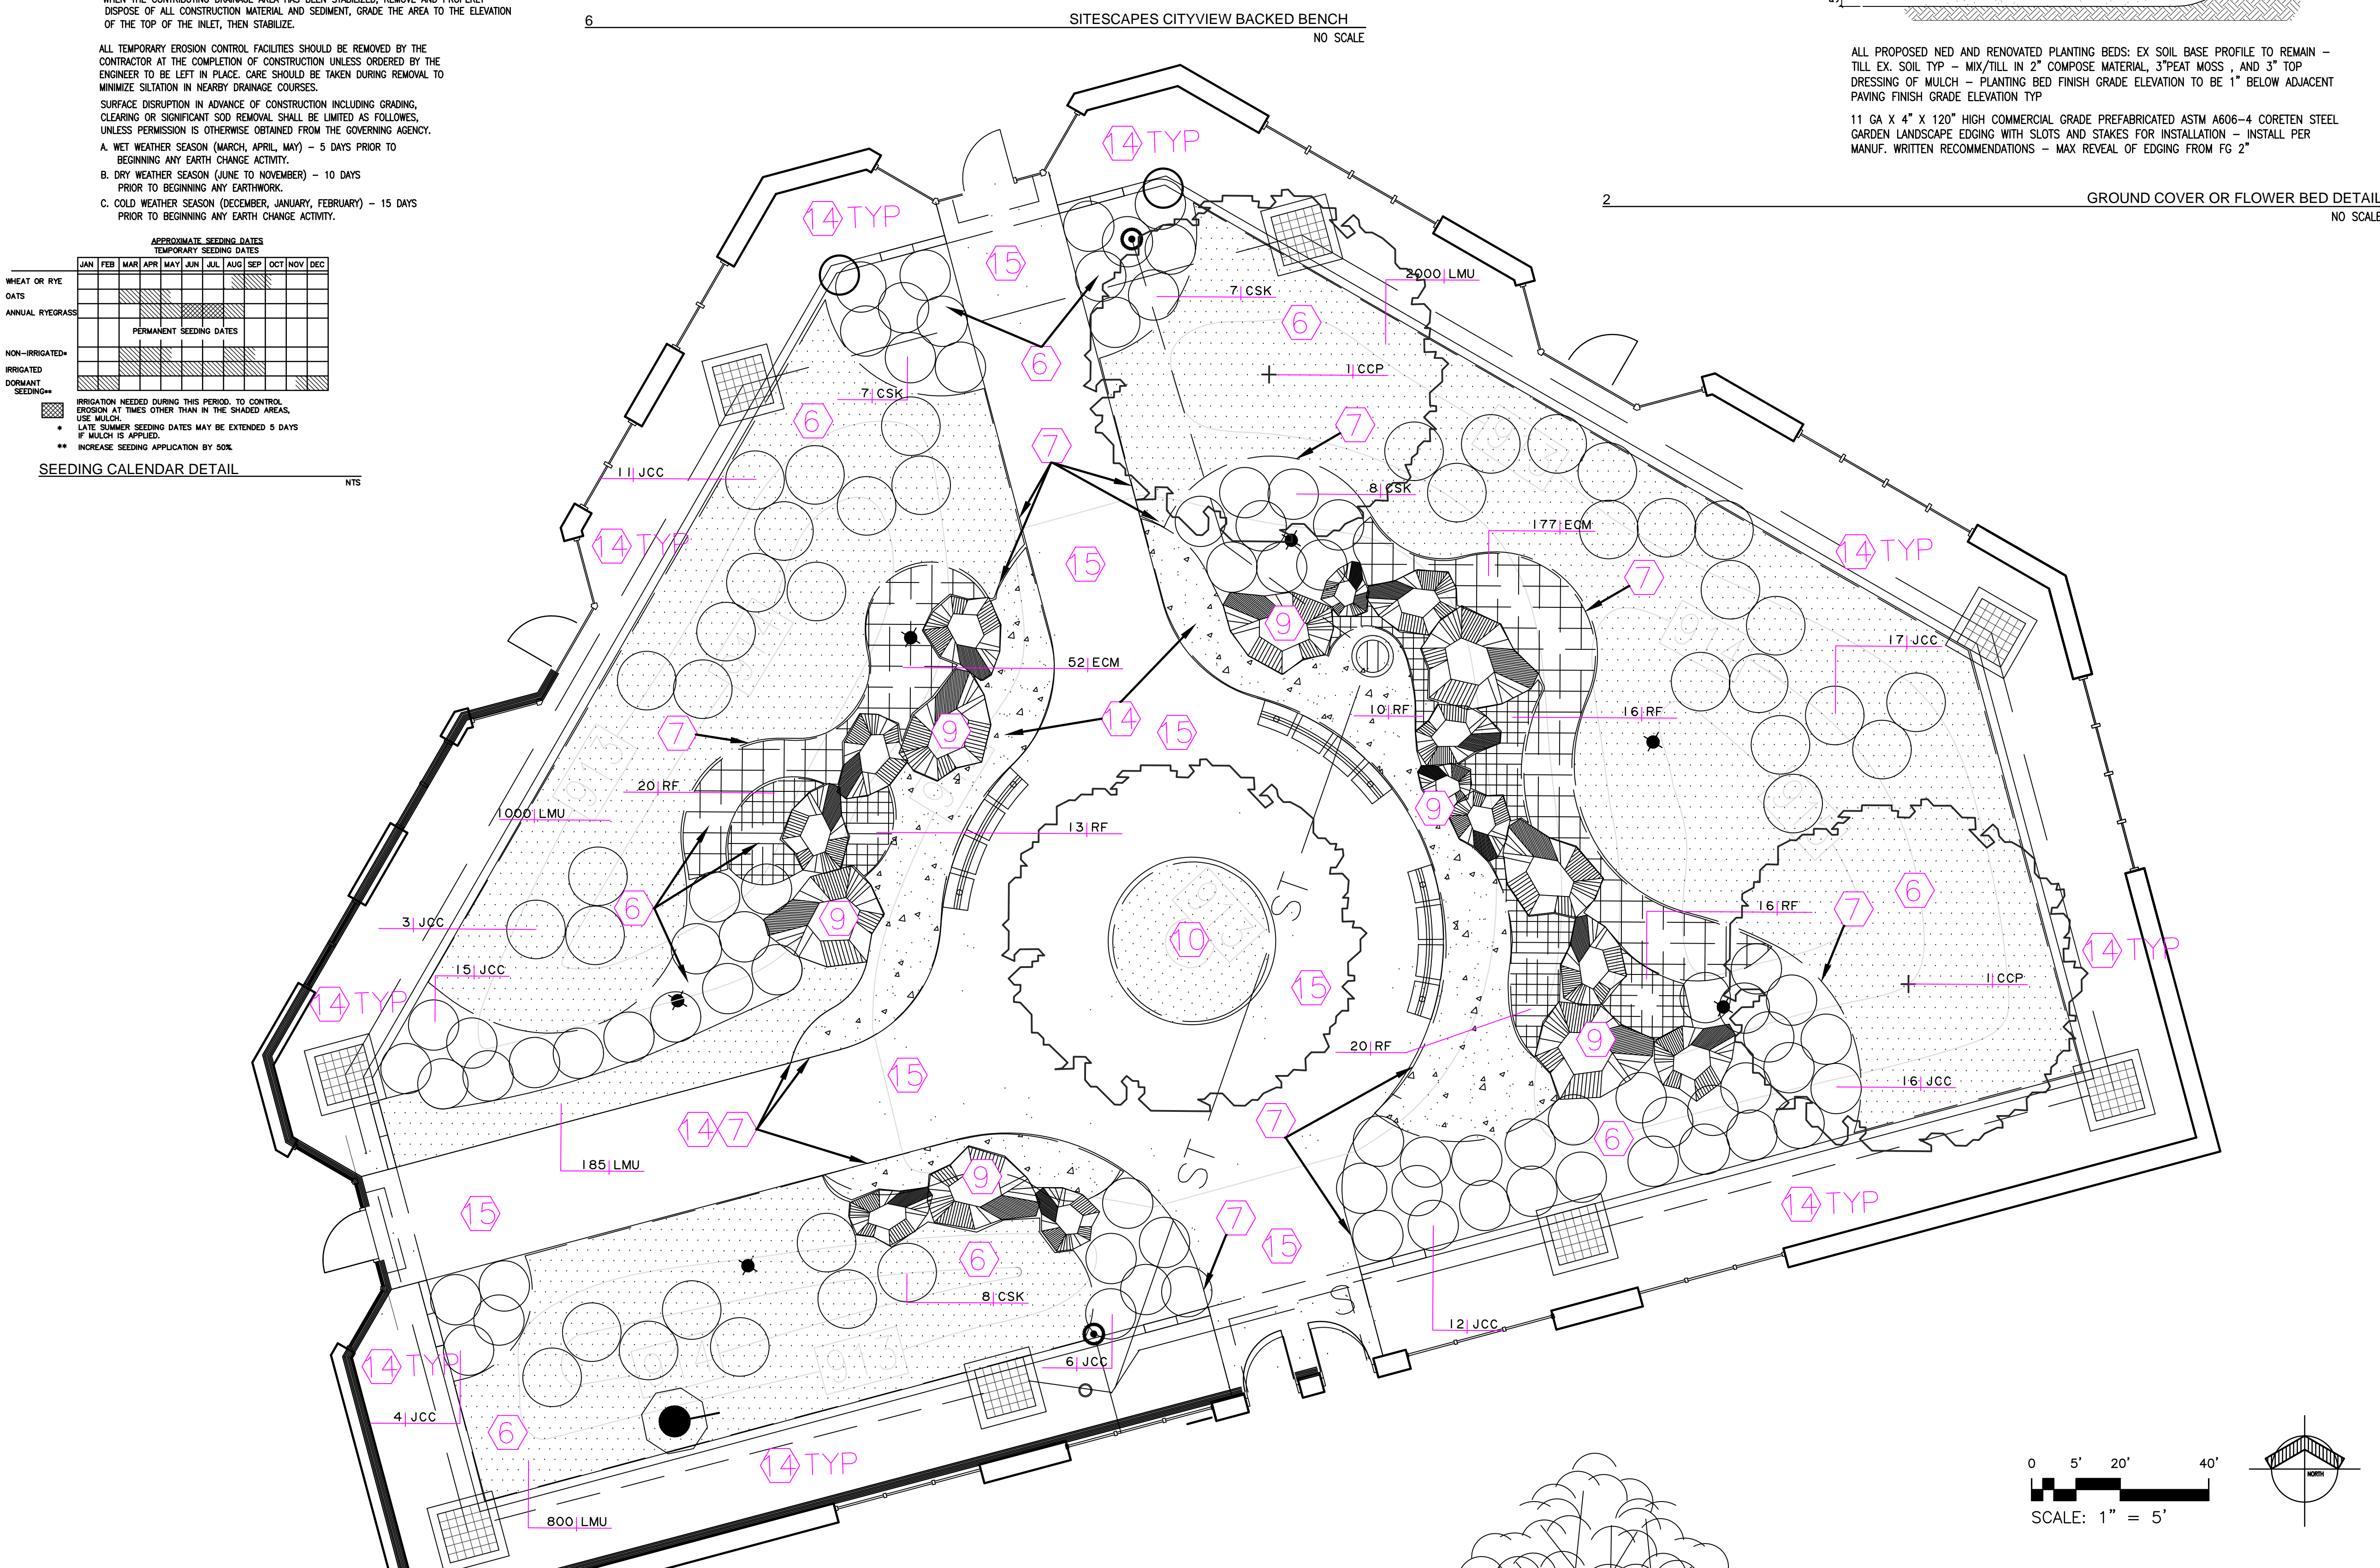 WHEN THE CONTRIBUTING DRAINAGE AREA HAS BEEN STABILIZED, REMOVE AND PROPERLY
DISPOSE OF ALL CONSTRUCTION MATERIAL AND SEDIMENT, GRADE THE AREA TO THE ELEVATION
OF THE TOP OF THE INLET, THEN STABILIZE.
ALL TEMPORARY EROSION CONTROL FACILITIES SHOULD BE REMOVED BY THE
CONTRACTOR AT THE COMPLETION OF CONSTRUCTION UNLESS ORDERED BY THE
ENGINEER TO BE LEFT IN PLACE. CARE SHOULD BE TAKEN DURING REMOVAL TO
MINIMIZE SILTATION IN NEARBY DRAINAGE COURSES.
SURFACE DISRUPTION IN ADVANCE OF CONSTRUCTION INCLUDING GRADING,
CLEARING OR SIGNIFICANT SOD REMOVAL SHALL BE LIMITED AS FOLLOWES,
UNLESS PERMISSION IS OTHERWISE OBTAINED FROM THE GOVERNING AGENCY.
A. WET WEATHER SEASON (MARCH, APRIL, MAY) – 5 DAYS PRIOR TO
BEGINNING ANY EARTH CHANGE ACTIVITY.
B. DRY WEATHER SEASON (JUNE TO NOVEMBER) – 10 DAYS
PRIOR TO BEGINNING ANY EARTHWORK.
C. COLD WEATHER SEASON (DECEMBER, JANUARY, FEBRUARY) – 15 DAYS
PRIOR TO BEGINNING ANY EARTH CHANGE ACTIVITY.
APPROXIMATE SEEDING DATES
TEMPORARY SEEDING DATES
JAN FEB MAR APR MAY JUN JUL AUG SEP OCT NOV DEC
WHEAT OR RYE
OATS
ANNUAL RYEGRASS
PERMANENT SEEDING DATES
NON-IRRIGATED*
IRRIGATED
DORMANT
SEEDING**
IRRIGATION NEEDED DURING THIS PERIOD. TO CONTROL
EROSION AT TIMES OTHER THAN IN THE SHADED AREAS,
USE MULCH.
* LATE SUMMER SEEDING DATES MAY BE EXTENDED 5 DAYS
IF MULCH IS APPLIED.
** INCREASE SEEDING APPLICATION BY 50%.
SEEDING CALENDAR DETAIL
NTS
6 SITESCAPES CITYVIEW BACKED BENCH
NO SCALE
ALL PROPOSED NED AND RENOVATED PLANTING BEDS: EX SOIL BASE PROFILE TO REMAIN –
TILL EX. SOIL TYP – MIX/TILL IN 2" COMPOSE MATERIAL, 3"PEAT MOSS , AND 3" TOP
DRESSING OF MULCH – PLANTING BED FINISH GRADE ELEVATION TO BE 1" BELOW ADJACENT
PAVING FINISH GRADE ELEVATION TYP
11 GA X 4" X 120" HIGH COMMERCIAL GRADE PREFABRICATED ASTM A606-4 CORETEN STEEL
GARDEN LANDSCAPE EDGING WITH SLOTS AND STAKES FOR INSTALLATION – INSTALL PER
MANUF. WRITTEN RECOMMENDATIONS – MAX REVEAL OF EDGING FROM FG 2"
2 GROUND COVER OR FLOWER BED DETAIL
NO SCALE
14 TYP
14 TYP
15
2000 LMU
7 CSK
6
6
1 CCP
7 CSK
6
7
7
11 JCC
8 CSK
177 ECM
14 TYP
14 TYP
15
7
914
9
914
17 JCC
52 ECM
14
10 RF
16 RF
7
9
15
913
20 RF
9
1000 LMU
13 RF
ST
6
6
7
9
16 RF
3 JCC
913
10
14 TYP
15 JCC
15
1 CCP
14 TYP
20 RF
9
15
16 JCC
14 7
7
6
185 LMU
9
ST
14 TYP
15
7
15
6
8 CSK
S
12 JCC
914
913
6 JCC
14 TYP
4 JCC
6
14 TYP
800 LMU
0 5' 20' 40'
SCALE: 1" = 5'
NORTH